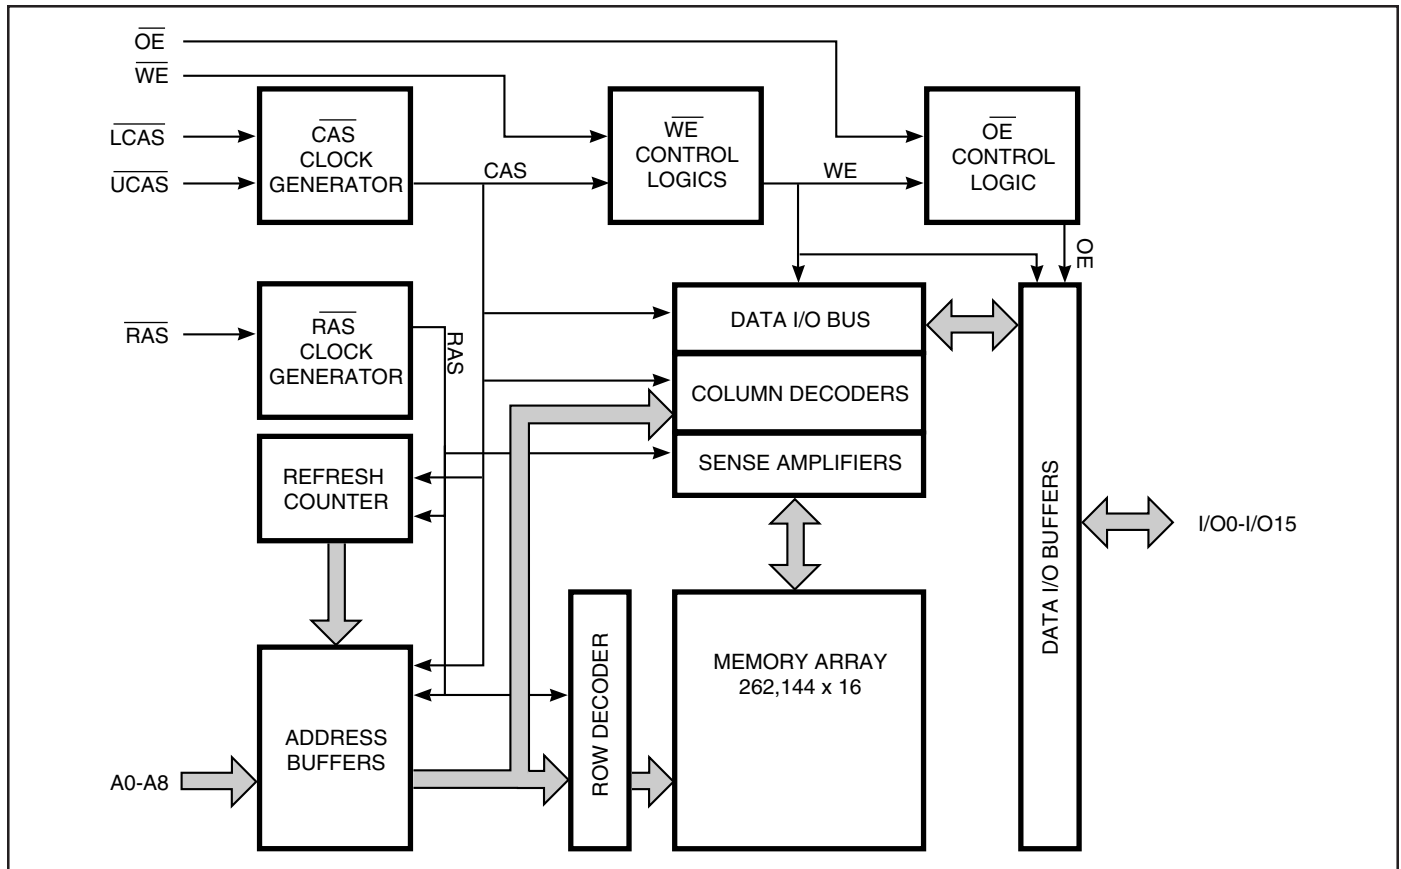 OE
WE
LCAS
UCAS
CAS
CLOCK
GENERATOR
CAS
WE
CONTROL
LOGICS
WE
OE
CONTROL
LOGIC
OE
RAS
RAS
CLOCK
GENERATOR
RAS
DATA I/O BUS
COLUMN DECODERS
SENSE AMPLIFIERS
REFRESH
COUNTER
DATA I/O BUFFERS
I/O0-I/O15
ROW DECODER
MEMORY ARRAY
262,144 x 16
ADDRESS
BUFFERS
A0-A8